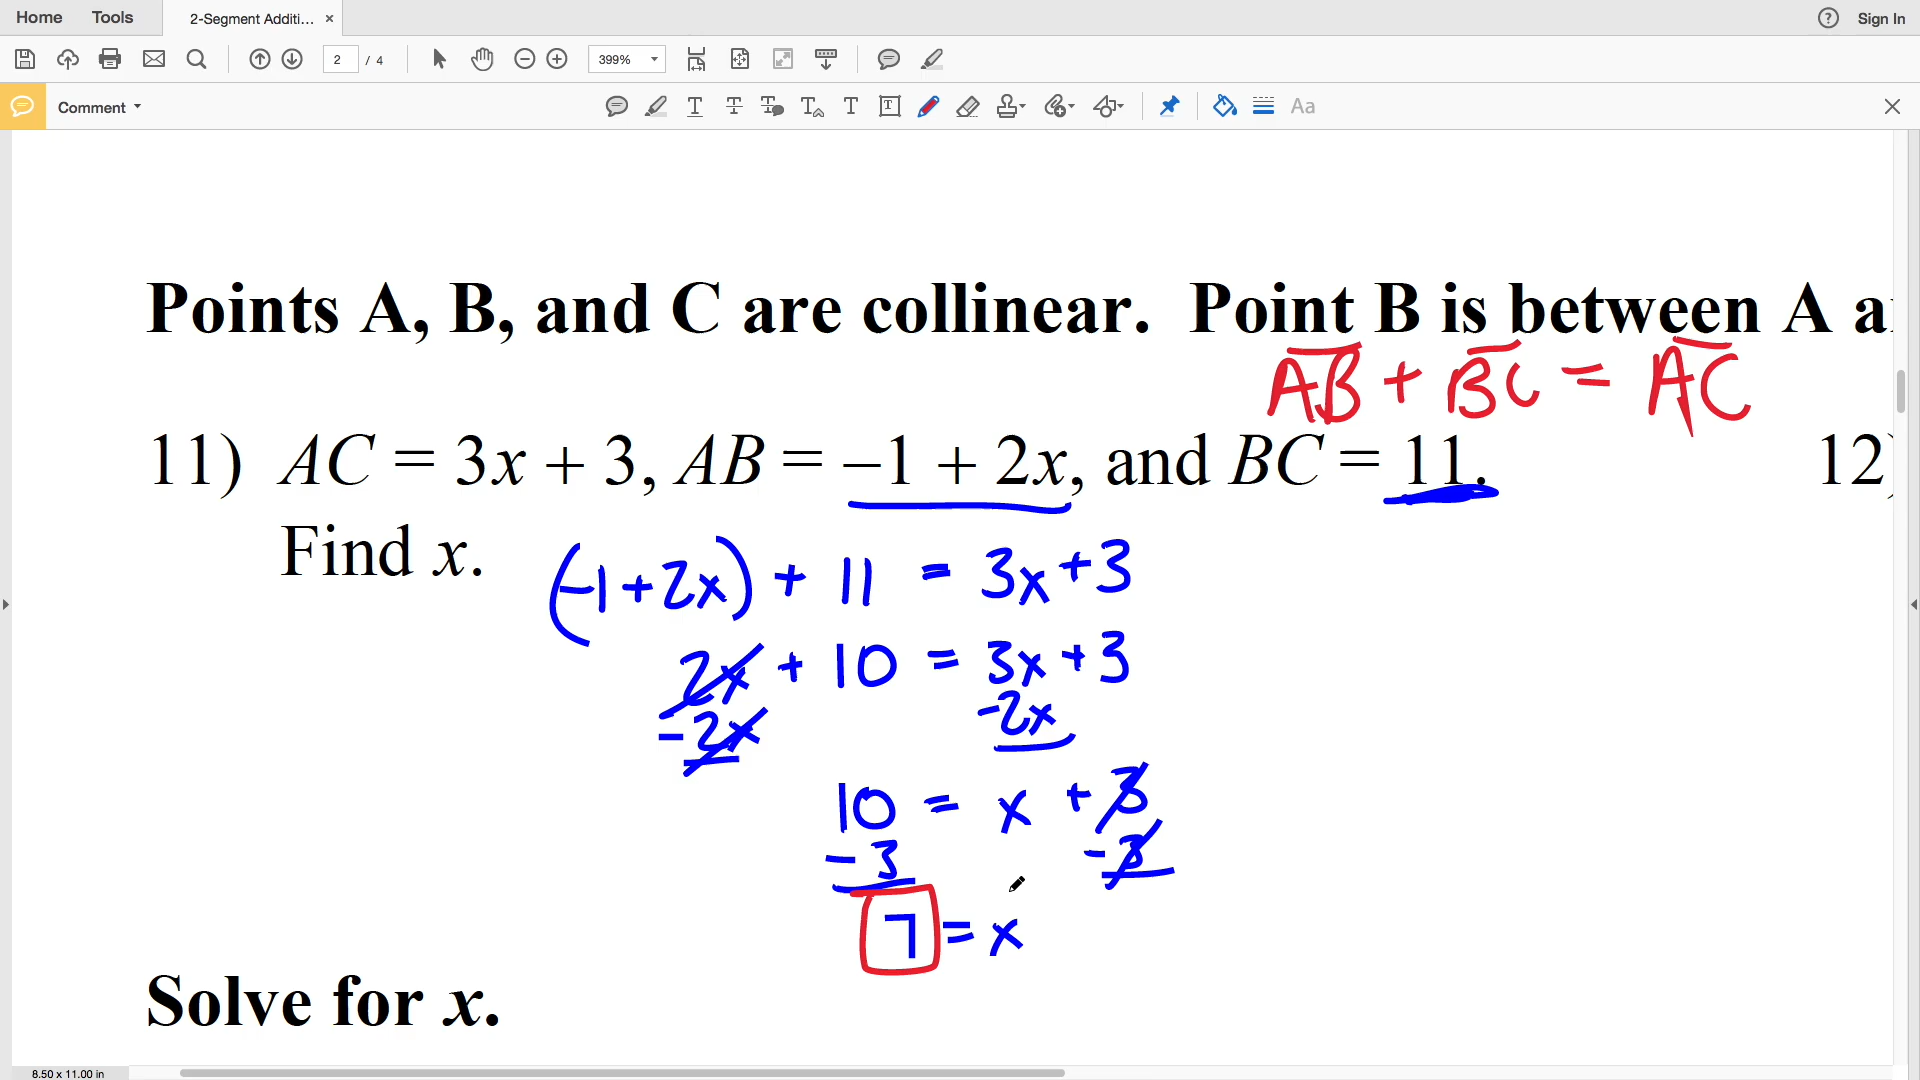 Home Tools 2-Segment Additi... × ? Sign In
2 / 4 399%
Comment T T T T T T Aa
Points A, B, and C are collinear. Point B is between A a
AB + BC = AC
11) AC = 3x + 3, AB = −1 + 2x, and BC = 11. 12)
Find x.
(-1+2x) + 11 = 3x+3
2x + 10 = 3x+3
-2x -2x
10 = x + 3
-3 -3
7 = x
Solve for x.
8.50 x 11.00 in